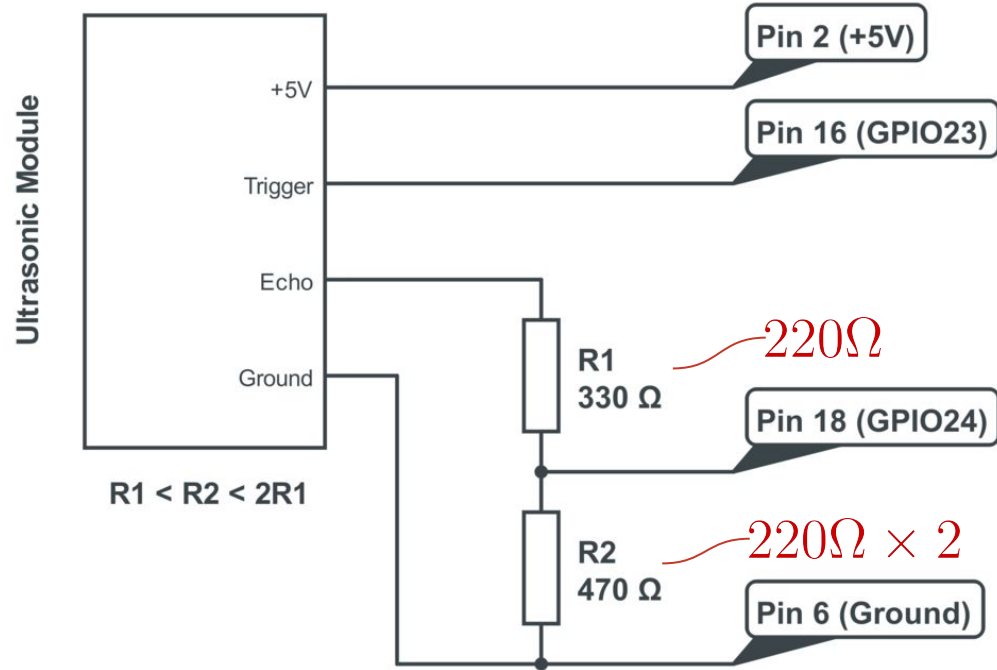 Ultrasonic Module
+5V
Pin 2 (+5V)
Trigger
Pin 16 (GPIO23)
Echo
R1
330 Ω
220Ω
Ground
Pin 18 (GPIO24)
R1 < R2 < 2R1
R2
470 Ω
220Ω × 2
Pin 6 (Ground)